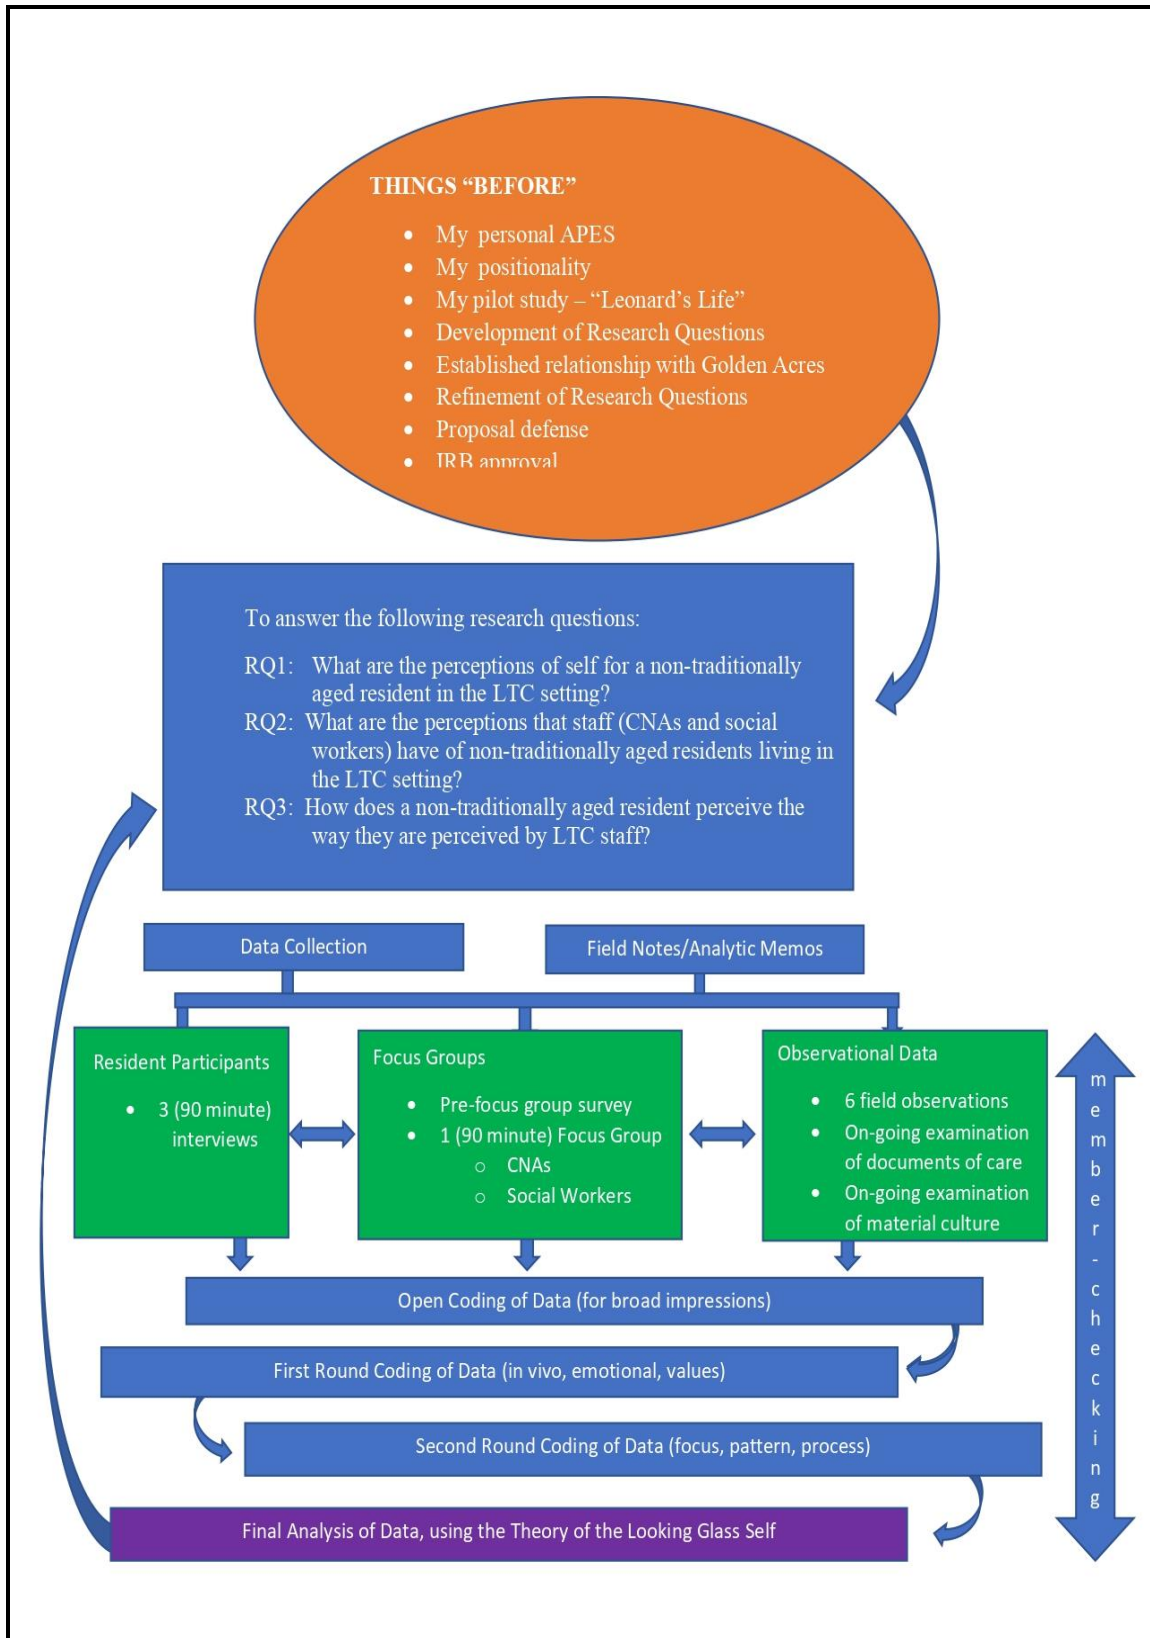 THINGS “BEFORE”
• My personal APES
• My positionality
• My pilot study – “Leonard’s Life”
• Development of Research Questions
• Established relationship with Golden Acres
• Refinement of Research Questions
• Proposal defense
• IRB approval
To answer the following research questions:
RQ1: What are the perceptions of self for a non-traditionally
aged resident in the LTC setting?
RQ2: What are the perceptions that staff (CNAs and social
workers) have of non-traditionally aged residents living in
the LTC setting?
RQ3: How does a non-traditionally aged resident perceive the
way they are perceived by LTC staff?
Data Collection
Field Notes/Analytic Memos
Resident Participants
• 3 (90 minute)
interviews
Focus Groups
• Pre-focus group survey
• 1 (90 minute) Focus Group
o CNAs
o Social Workers
Observational Data
• 6 field observations
• On-going examination
of documents of care
• On-going examination
of material culture
member-checking
Open Coding of Data (for broad impressions)
First Round Coding of Data (in vivo, emotional, values)
Second Round Coding of Data (focus, pattern, process)
Final Analysis of Data, using the Theory of the Looking Glass Self